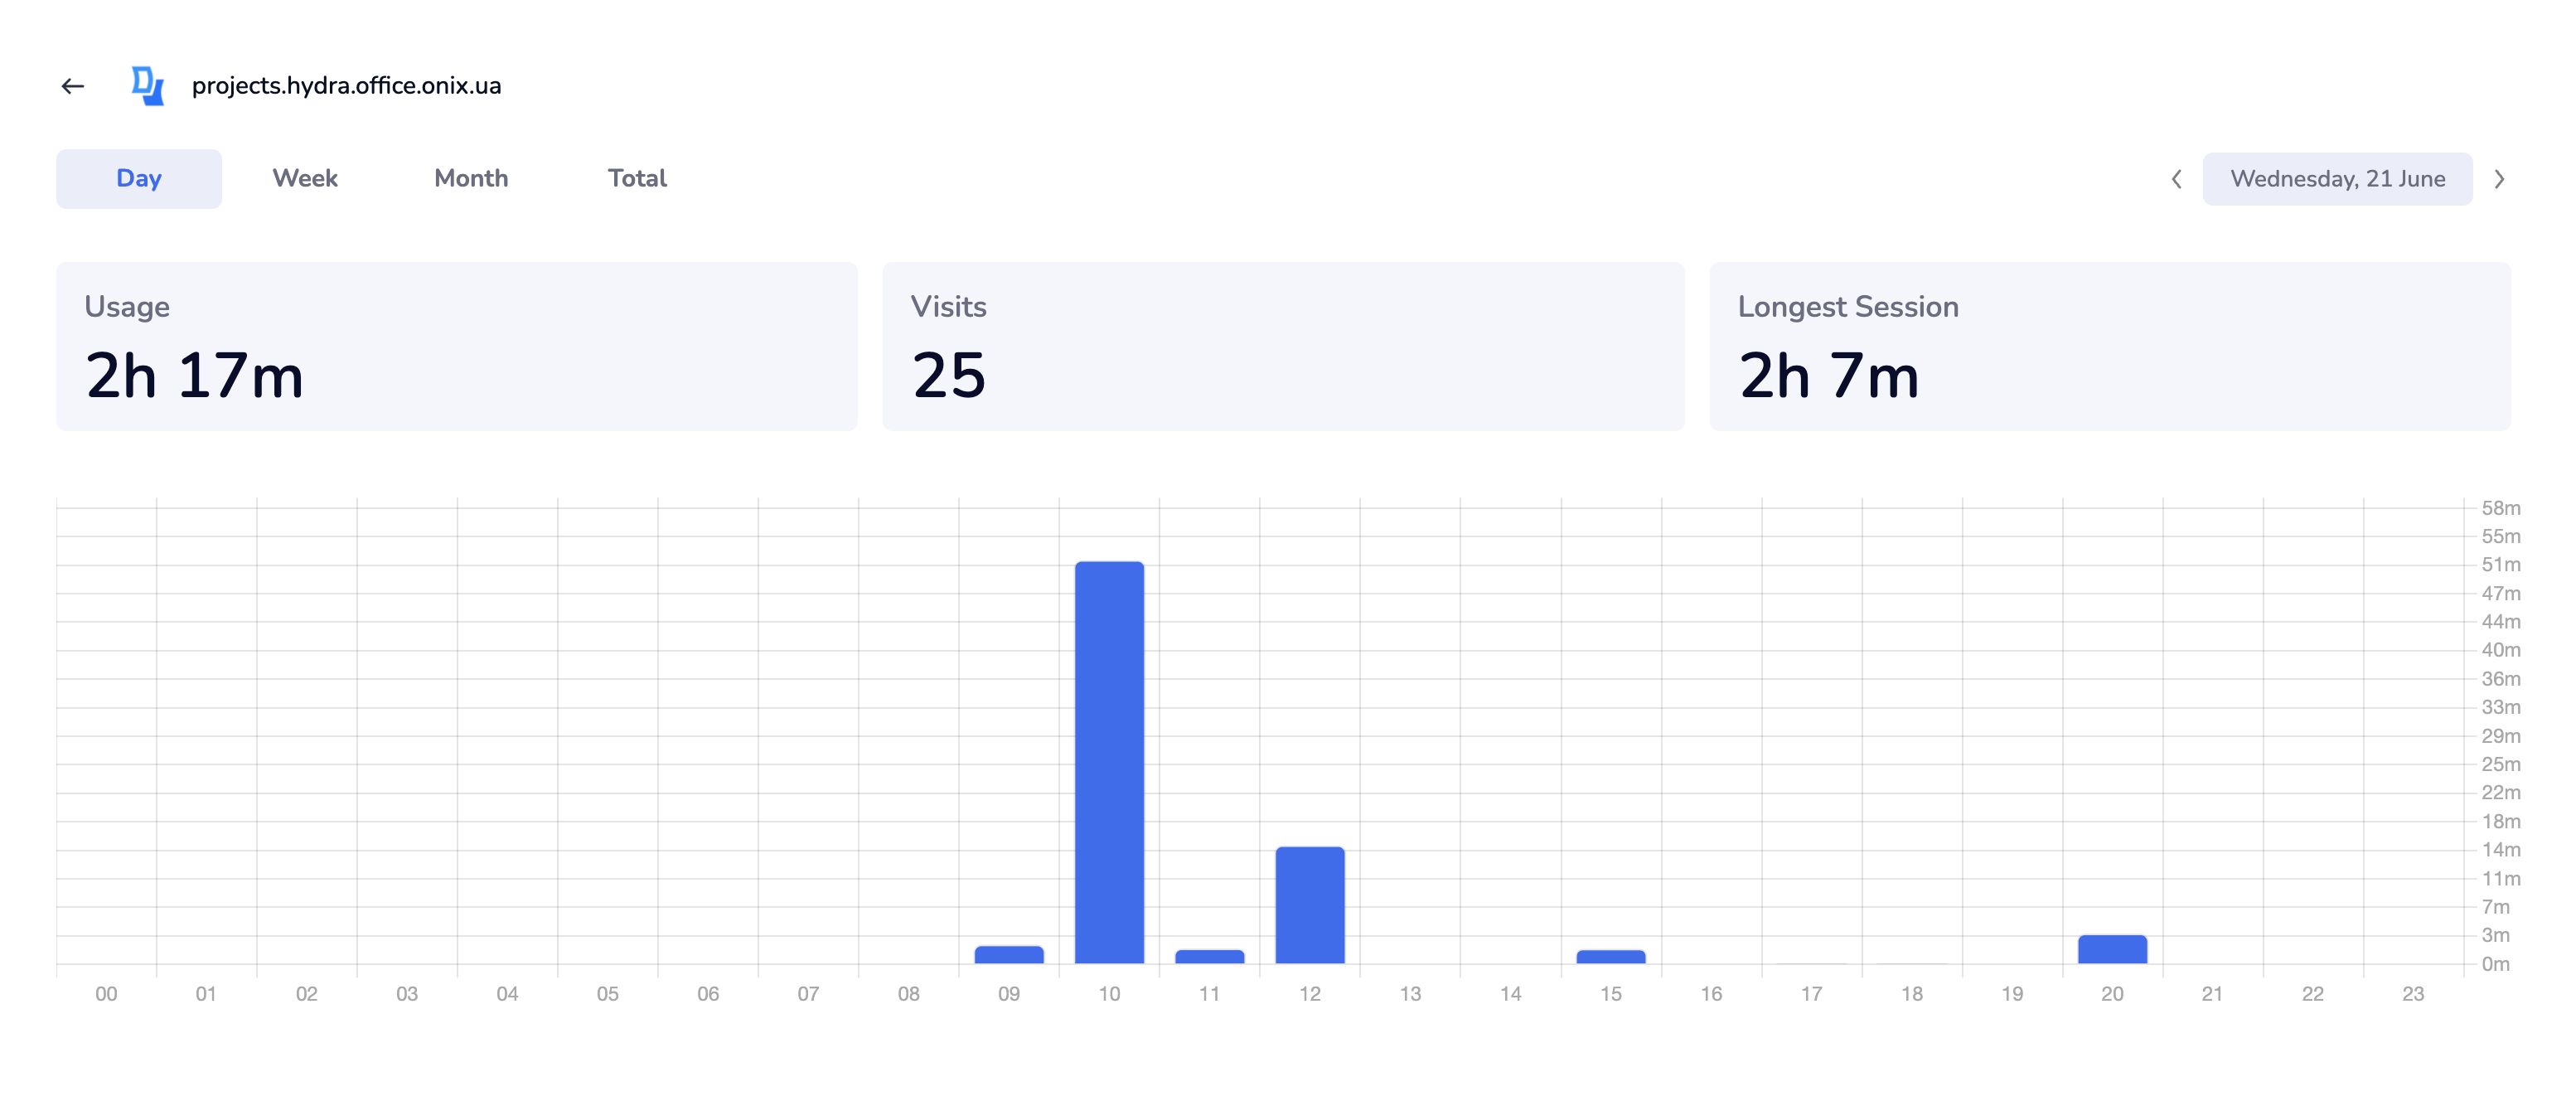 projects.hydra.office.onix.ua
Day Week Month Total Wednesday, 21 June
Usage Visits Longest Session
2h 17m 25 2h 7m
58m
55m
51m
47m
44m
40m
36m
33m
29m
25m
22m
18m
14m
11m
7m
3m
0m
00 01 02 03 04 05 06 07 08 09 10 11 12 13 14 15 16 17 18 19 20 21 22 23